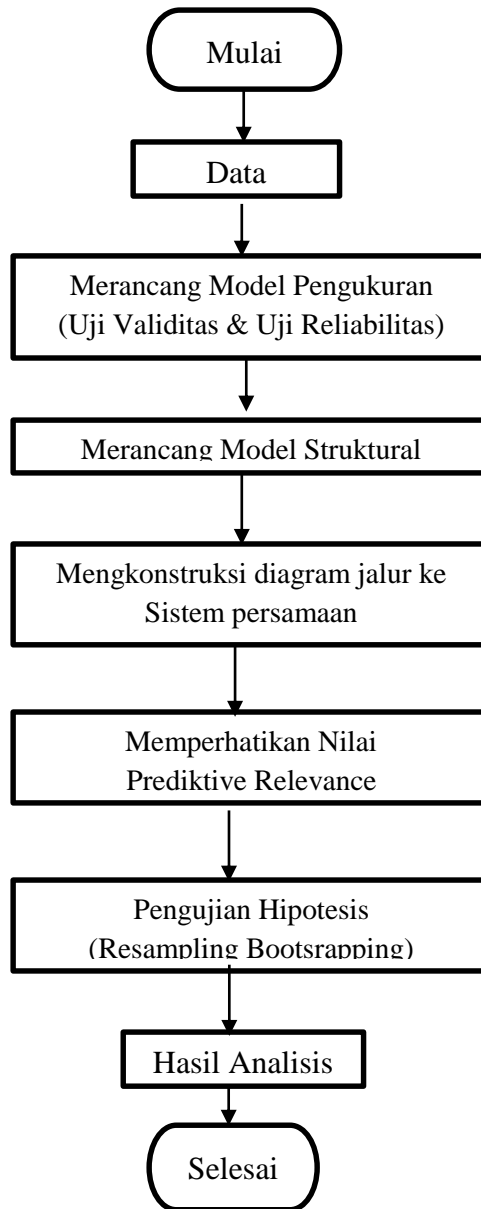 Mulai
Data
Merancang Model Pengukuran
(Uji Validitas & Uji Reliabilitas)
Merancang Model Struktural
Mengkonstruksi diagram jalur ke
Sistem persamaan
Memperhatikan Nilai
Prediktive Relevance
Pengujian Hipotesis
(Resampling Bootsrapping)
Hasil Analisis
Selesai